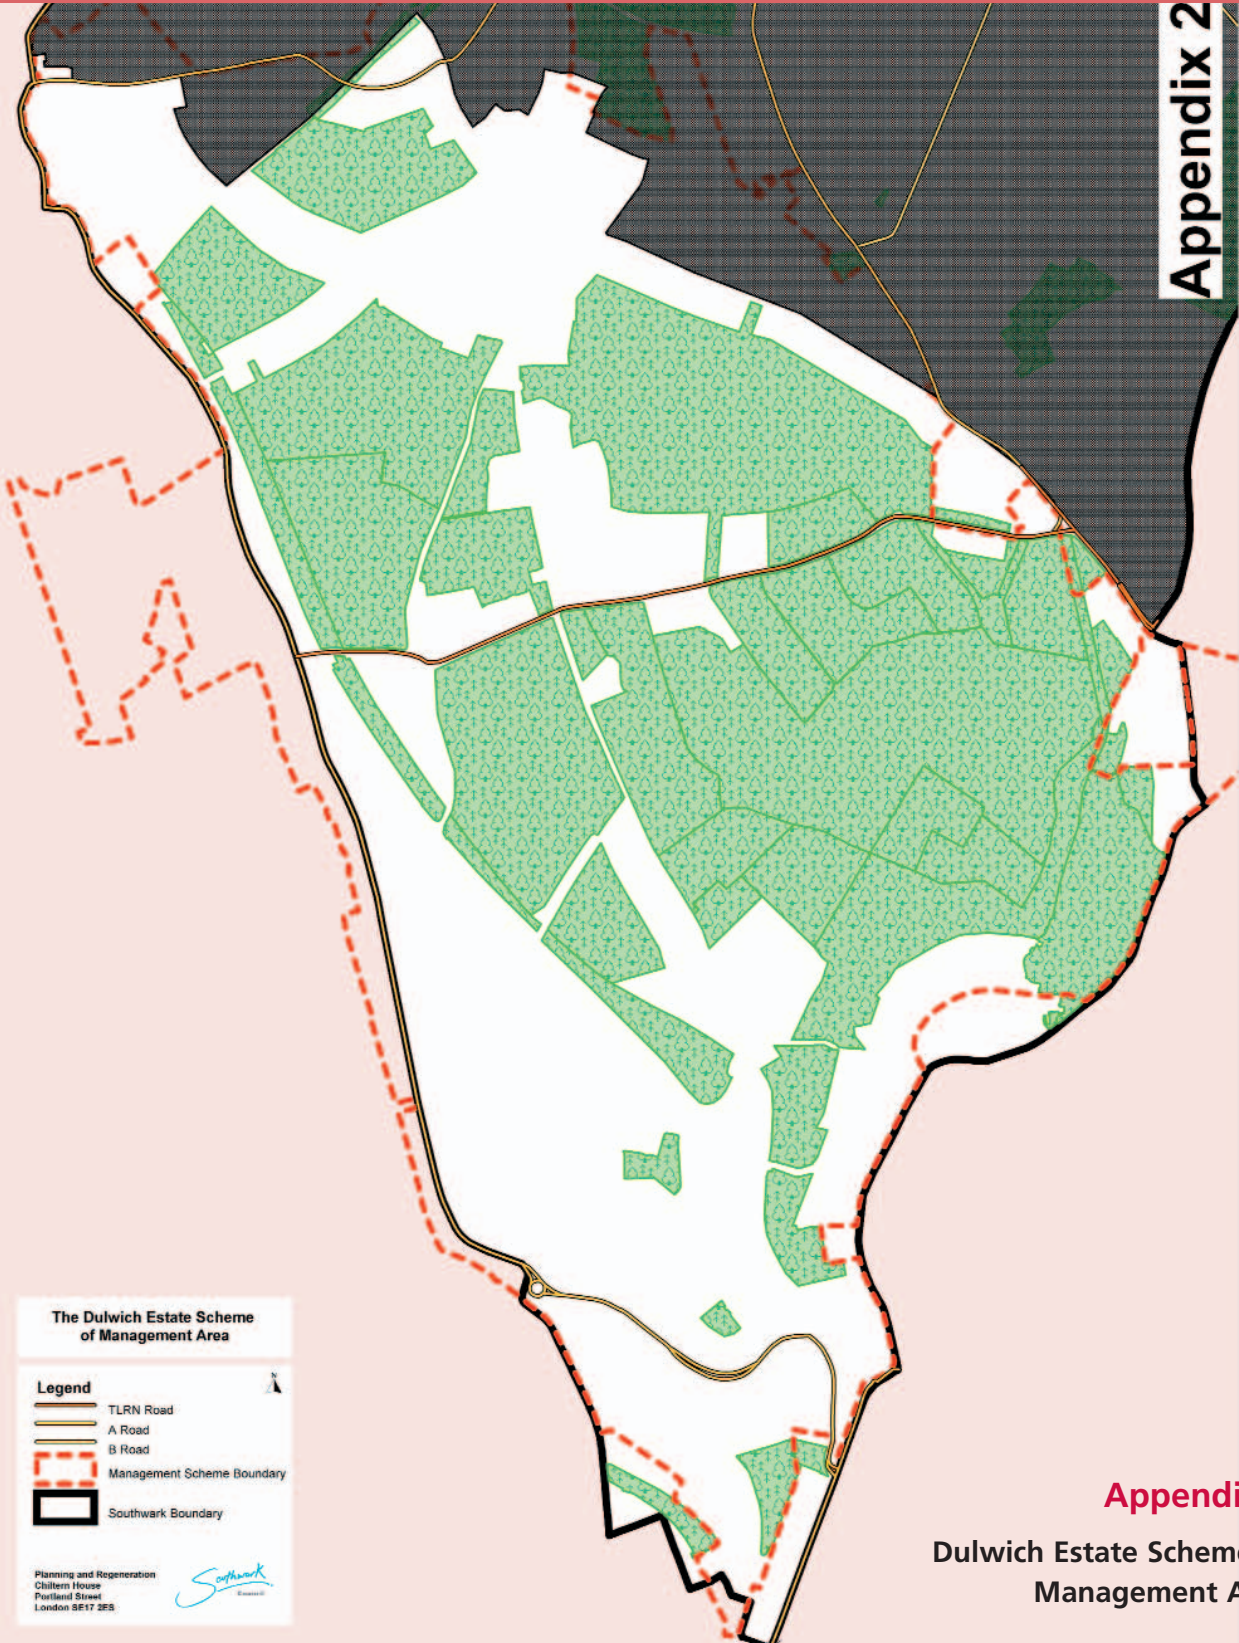 Appendix 2
The Dulwich Estate Scheme
of Management Area
Legend
N
TLRN Road
A Road
B Road
Management Scheme Boundary
Southwark Boundary
Planning and Regeneration
Chiltern House
Portland Street
London SE17 2ES
Southwark
Appendi
Dulwich Estate Scheme
Management A